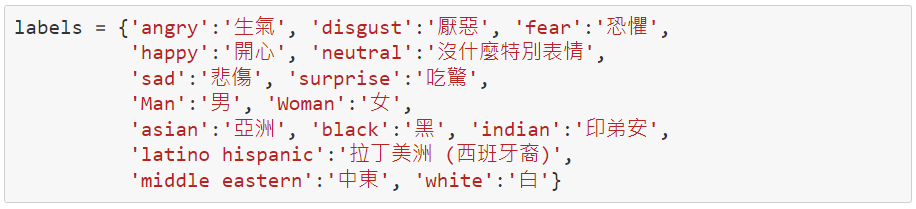 labels = {'angry':'生氣', 'disgust':'厭惡', 'fear':'恐懼',
'happy':'開心', 'neutral':'沒什麼特別表情',
'sad':'悲傷', 'surprise':'吃驚',
'Man':'男', 'Woman':'女',
'asian':'亞洲', 'black':'黑', 'indian':'印弟安',
'latino hispanic':'拉丁美洲 (西班牙裔)',
'middle eastern':'中東', 'white':'白'}